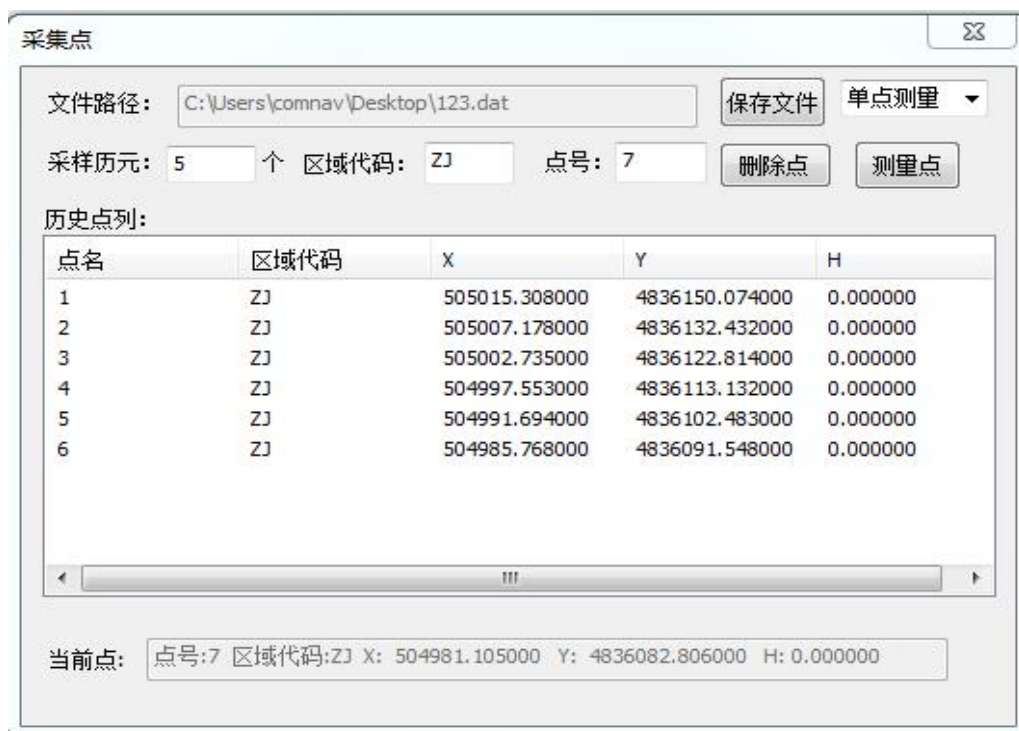 采集点
文件路径： C:\Users\comnav\Desktop\123.dat 保存文件 单点测量
采样历元： 5 个 区域代码： ZJ 点号： 7 删除点 测量点
历史点列：
点名 区域代码 X Y H
1 ZJ 505015.308000 4836150.074000 0.000000
2 ZJ 505007.178000 4836132.432000 0.000000
3 ZJ 505002.735000 4836122.814000 0.000000
4 ZJ 504997.553000 4836113.132000 0.000000
5 ZJ 504991.694000 4836102.483000 0.000000
6 ZJ 504985.768000 4836091.548000 0.000000
当前点: 点号:7 区域代码:ZJ X: 504981.105000 Y: 4836082.806000 H: 0.000000